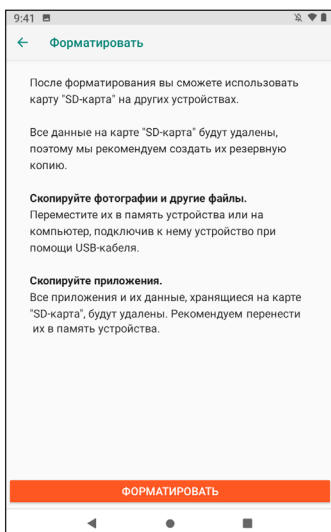 9:41
Форматировать
После форматирования вы сможете использовать
карту "SD-карта" на других устройствах.
Все данные на карте "SD-карта" будут удалены,
поэтому мы рекомендуем создать их резервную
копию.
Скопируйте фотографии и другие файлы.
Переместите их в память устройства или на
компьютер, подключив к нему устройство при
помощи USB-кабеля.
Скопируйте приложения.
Все приложения и их данные, хранящиеся на карте
"SD-карта", будут удалены. Рекомендуем перенести
их в память устройства.
ФОРМАТИРОВАТЬ